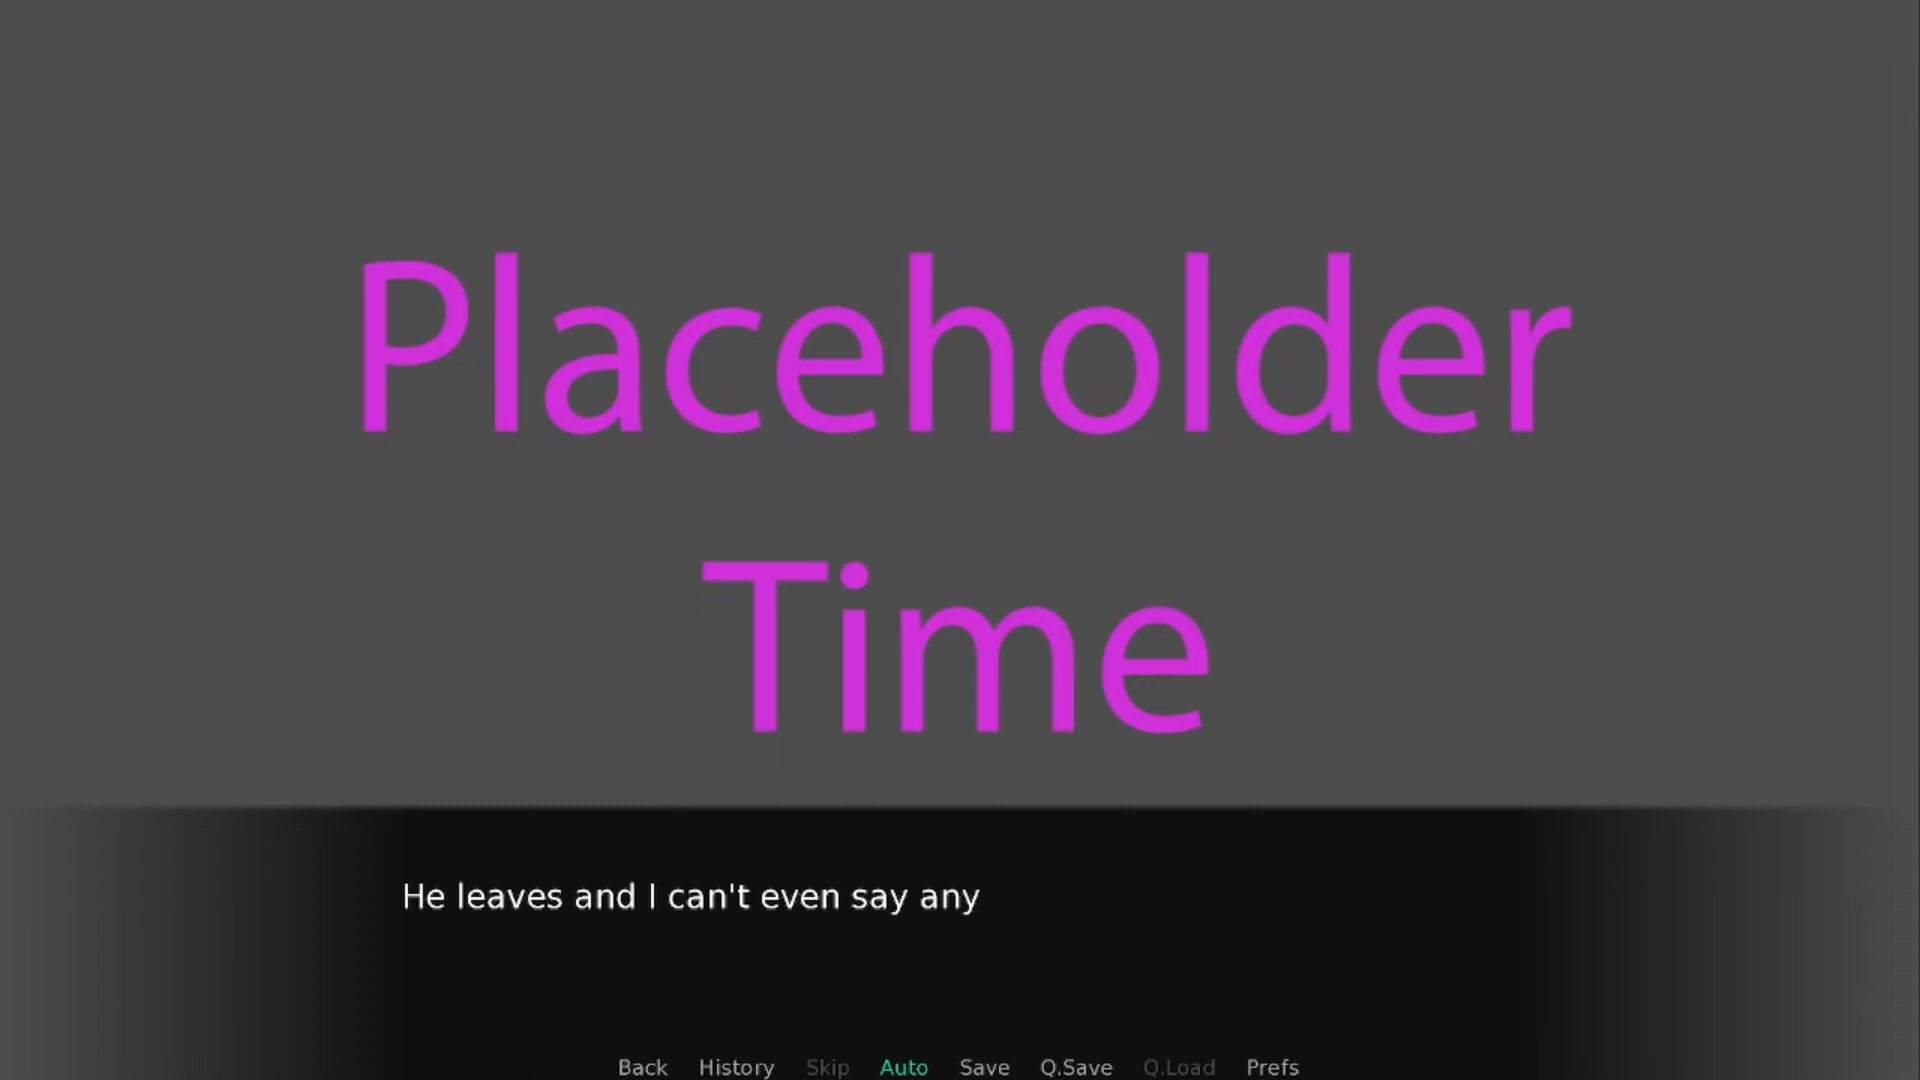 Placeholder
Time
He leaves and I can't even say any
Back History Skip Auto Save Q.Save Q.Load Prefs